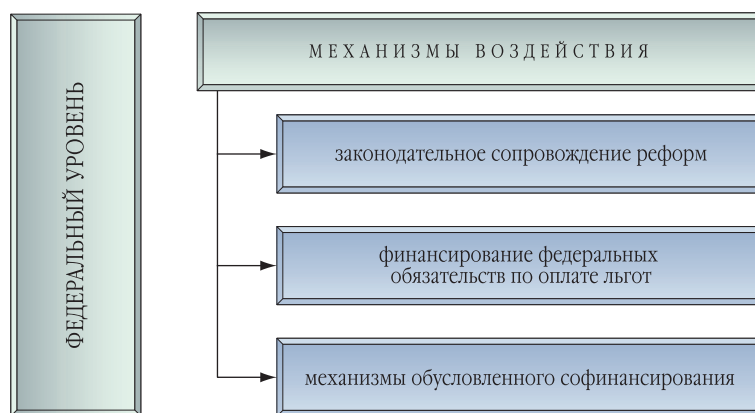 ФЕДЕРАЛЬНЫЙ УРОВЕНЬ
МЕХАНИЗМЫ ВОЗДЕЙСТВИЯ
законодательное сопровождение реформ
финансирование федеральных
обязательств по оплате льгот
механизмы обусловленного софинансирования